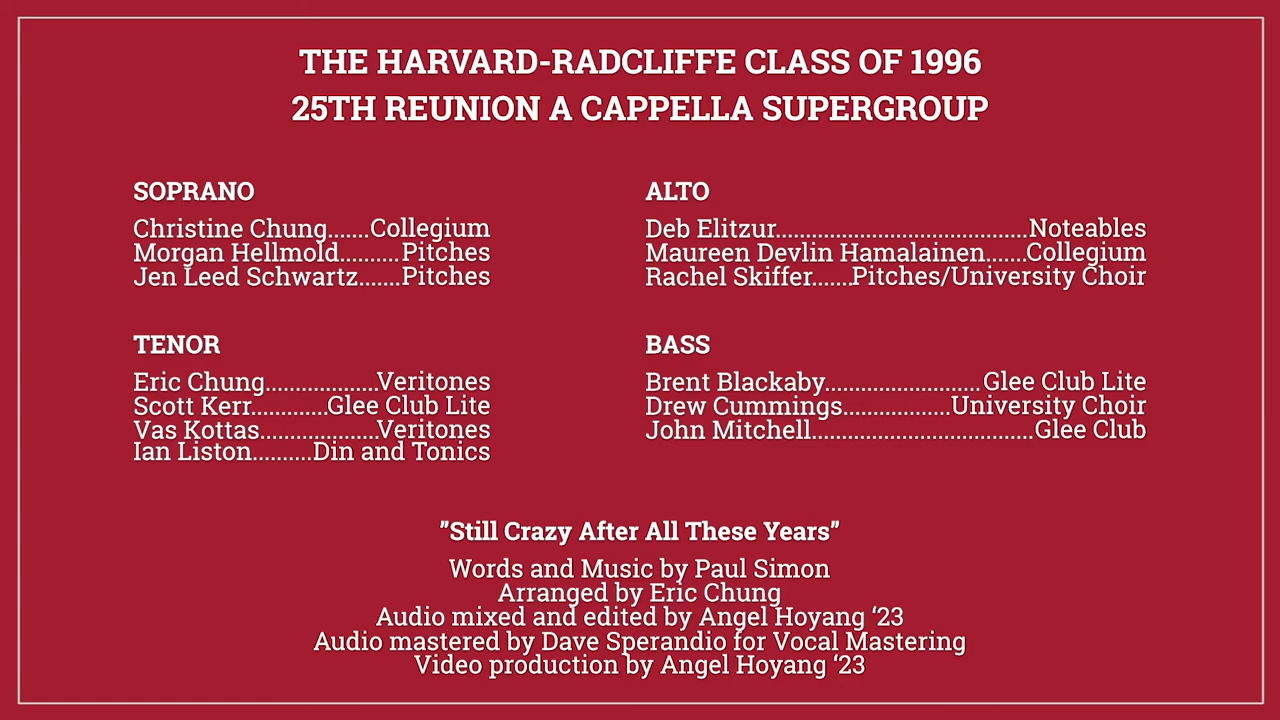 THE HARVARD-RADCLIFFE CLASS OF 1996
25TH REUNION A CAPPELLA SUPERGROUP
SOPRANO
Christine Chung.......Collegium
Morgan Hellmold..........Pitches
Jen Leed Schwartz.......Pitches
ALTO
Deb Elitzur..........................................Noteables
Maureen Devlin Hamalainen.......Collegium
Rachel Skiffer.......Pitches/University Choir
TENOR
Eric Chung...................Veritones
Scott Kerr.............Glee Club Lite
Vas Kottas....................Veritones
Ian Liston..........Din and Tonics
BASS
Brent Blackaby..........................Glee Club Lite
Drew Cummings..................University Choir
John Mitchell.....................................Glee Club
”Still Crazy After All These Years”
Words and Music by Paul Simon
Arranged by Eric Chung
Audio mixed and edited by Angel Hoyang ‘23
Audio mastered by Dave Sperandio for Vocal Mastering
Video production by Angel Hoyang ‘23